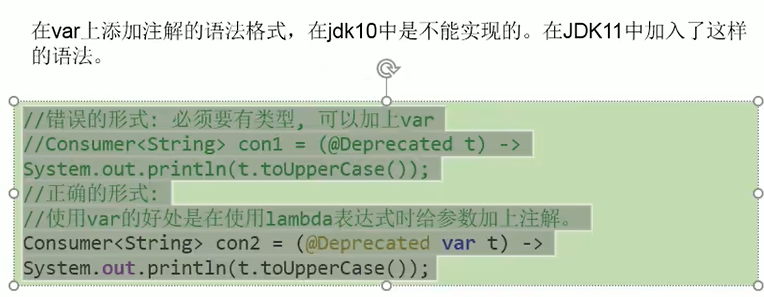 在var上添加注解的语法格式，在jdk10中是不能实现的。在JDK11中加入了这样
的语法。
//错误的形式: 必须要有类型, 可以加上var
//Consumer<String> con1 = (@Deprecated t) ->
System.out.println(t.toUpperCase());
//正确的形式:
//使用var的好处是在使用lambda表达式时给参数加上注解。
Consumer<String> con2 = (@Deprecated var t) ->
System.out.println(t.toUpperCase());